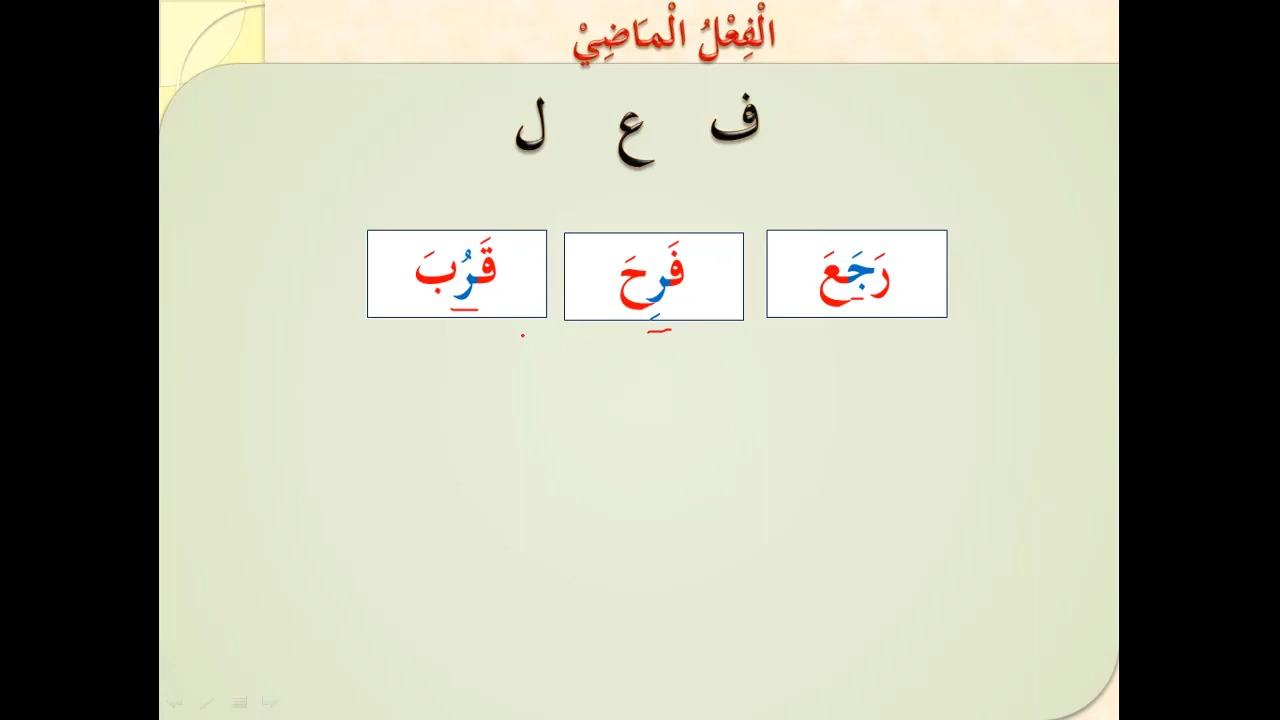 الْفِعْلُ الْمَاضِيْ
ف ع ل
رَجَعَ فَرِحَ قَرُبَ